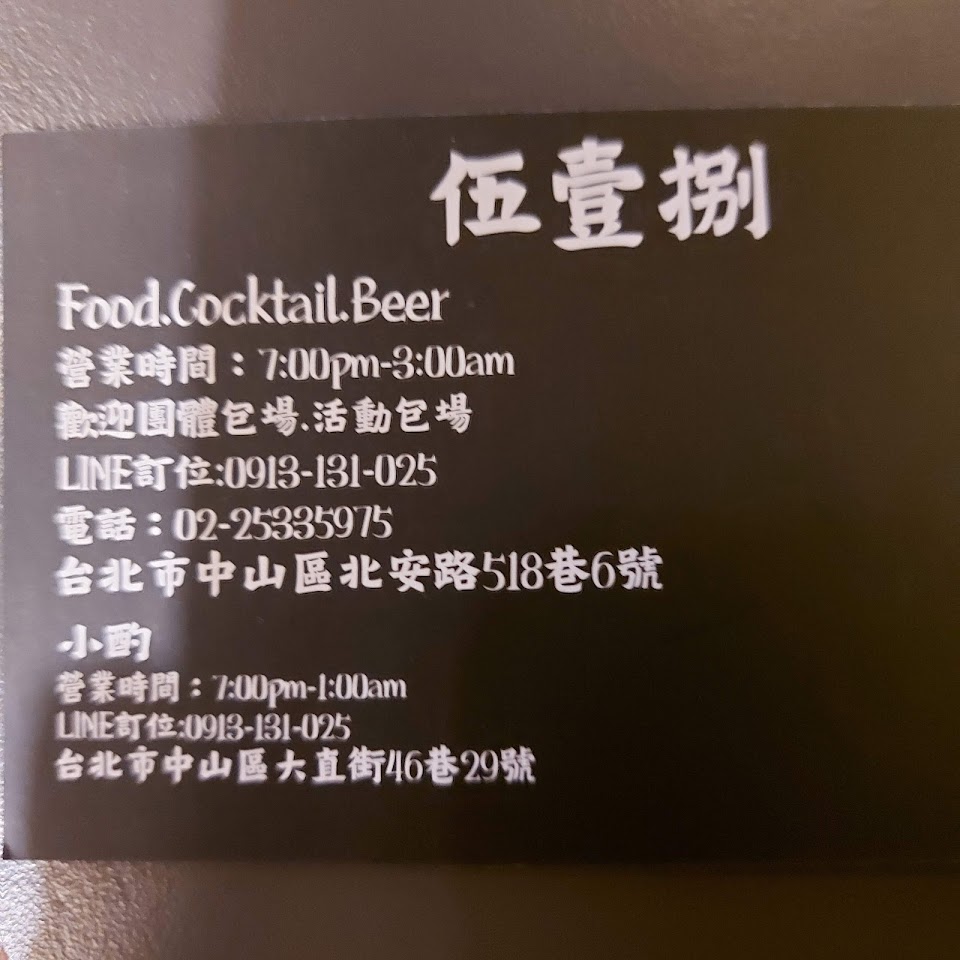 伍壹捌
Food.Cocktail.Beer
營業時間：7:00pm-3:00am
歡迎團體包場.活動包場
LINE訂位:0913-131-025
電話：02-25335975
台北市中山區北安路518巷6號
小酌
營業時間：7:00pm-1:00am
LINE訂位:0913-131-025
台北市中山區大直街46巷29號